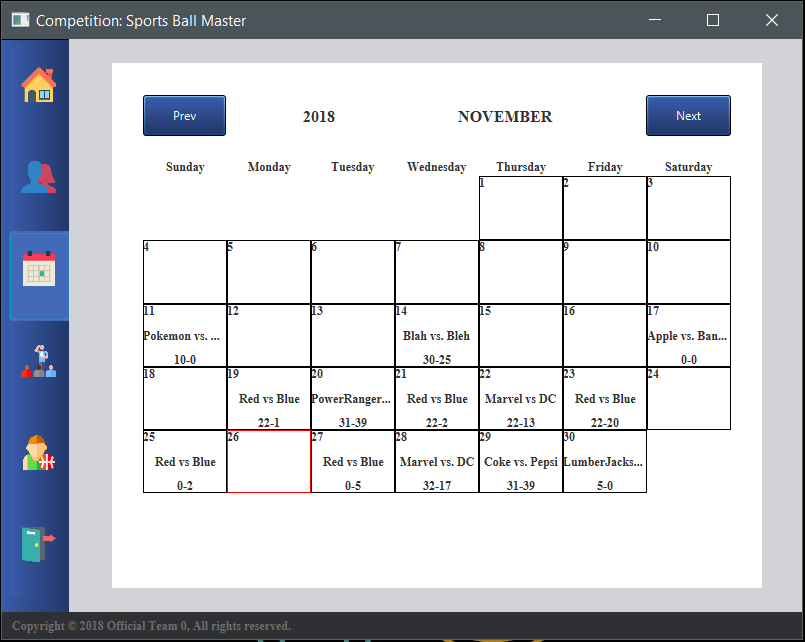 Competition: Sports Ball Master
Prev 2018 NOVEMBER Next
Sunday Monday Tuesday Wednesday Thursday Friday Saturday
1 2 3
4 5 6 7 8 9 10
11 12 13 14 15 16 17
Pokemon vs. ... Blah vs. Bleh Apple vs. Ban...
10-0 30-25 0-0
18 19 20 21 22 23 24
Red vs Blue PowerRanger... Red vs Blue Marvel vs DC Red vs Blue
22-1 31-39 22-2 22-13 22-20
25 26 27 28 29 30
Red vs Blue Red vs Blue Marvel vs. DC Coke vs. Pepsi LumberJacks...
0-2 0-5 32-17 31-39 5-0
Copyright © 2018 Official Team 0, All rights reserved.